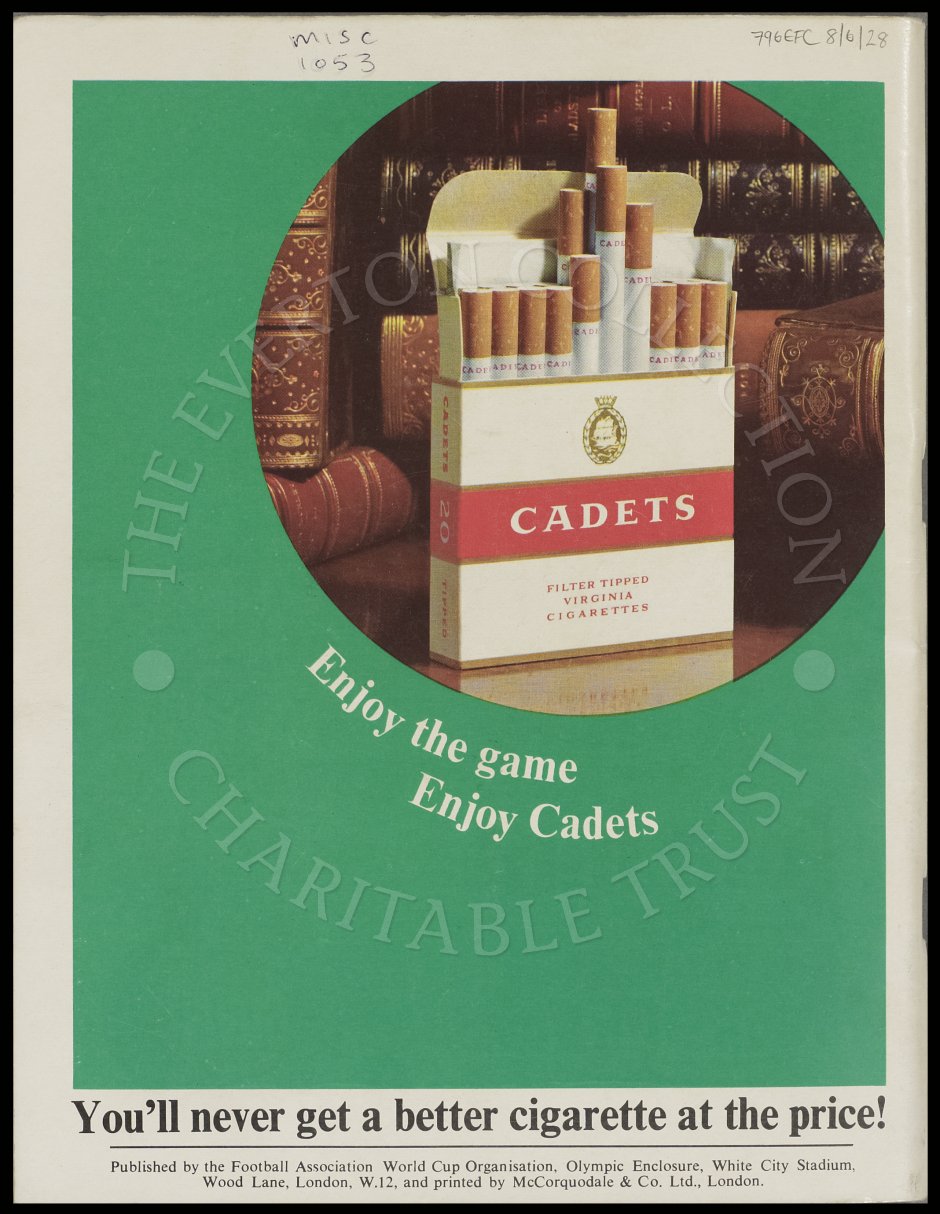 MISC
1053
796EFC 8/6/28
CADETS
CADETS
20
TIPPED
CADETS
FILTER TIPPED
VIRGINIA
CIGARETTES
Enjoy the game
Enjoy Cadets
THE EVERTON COLLECTION
CHARITABLE TRUST
You'll never get a better cigarette at the price!
Published by the Football Association World Cup Organisation, Olympic Enclosure, White City Stadium,
Wood Lane, London, W.12, and printed by McCorquodale & Co. Ltd., London.